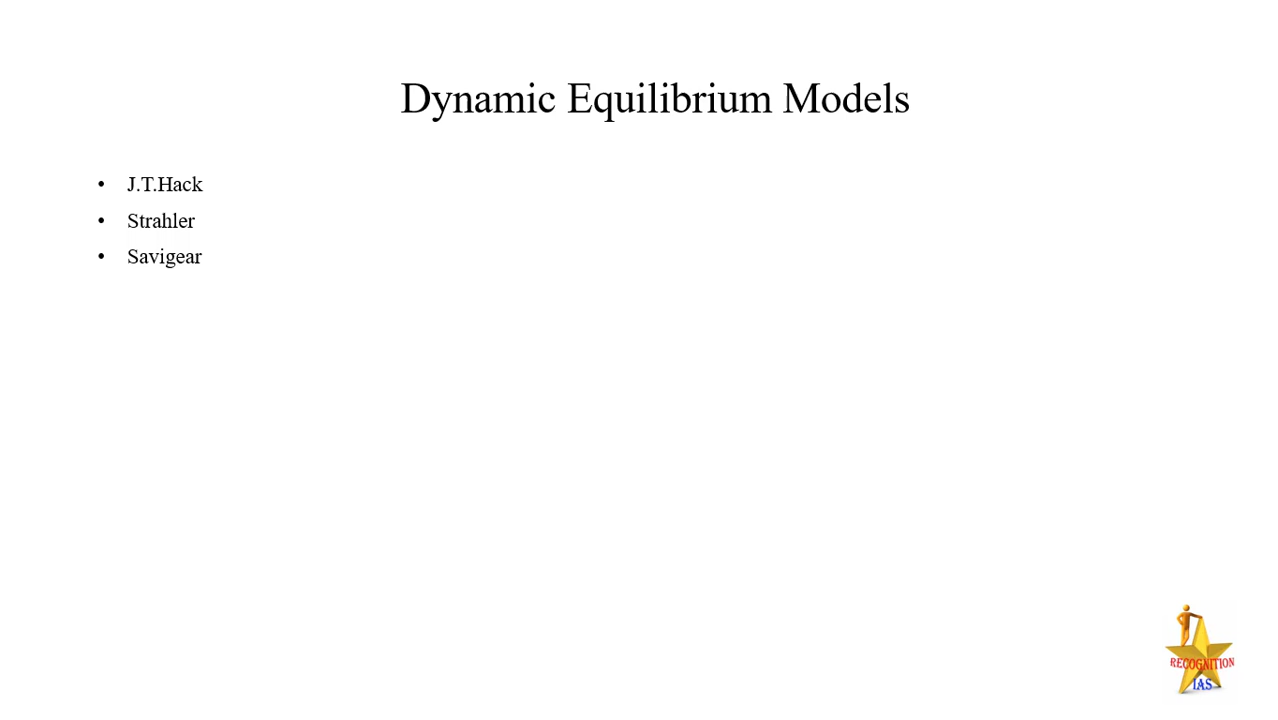 Dynamic Equilibrium Models
• J.T.Hack
• Strahler
• Savigear
RECOGNITION
IAS